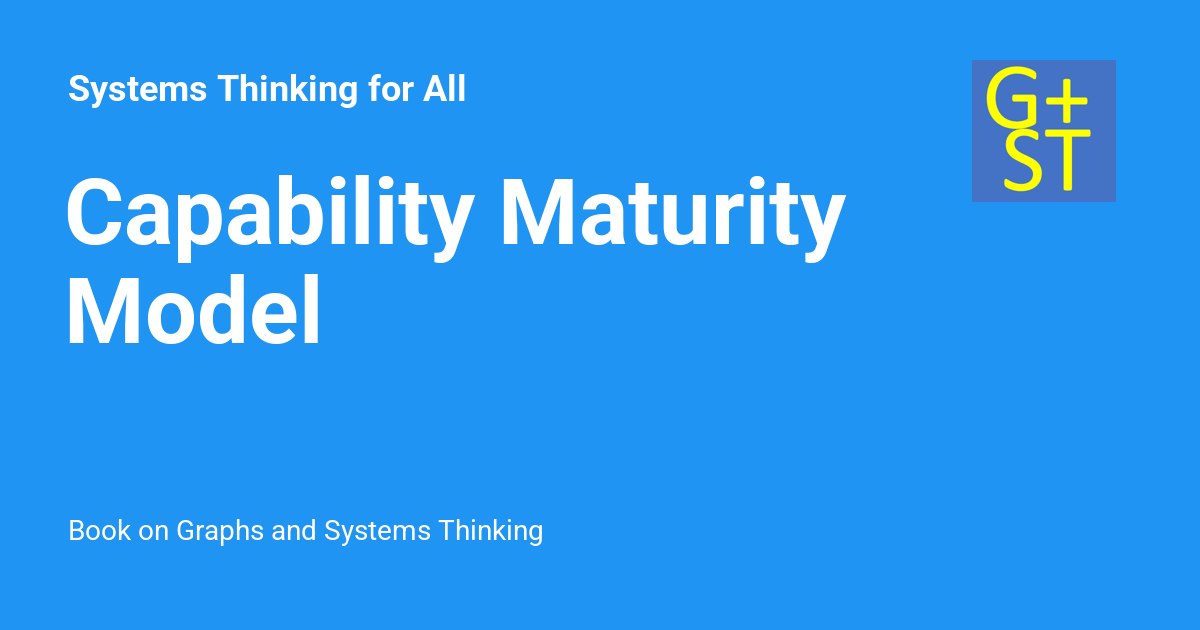 Systems Thinking for All
G+
ST
Capability Maturity
Model
Book on Graphs and Systems Thinking